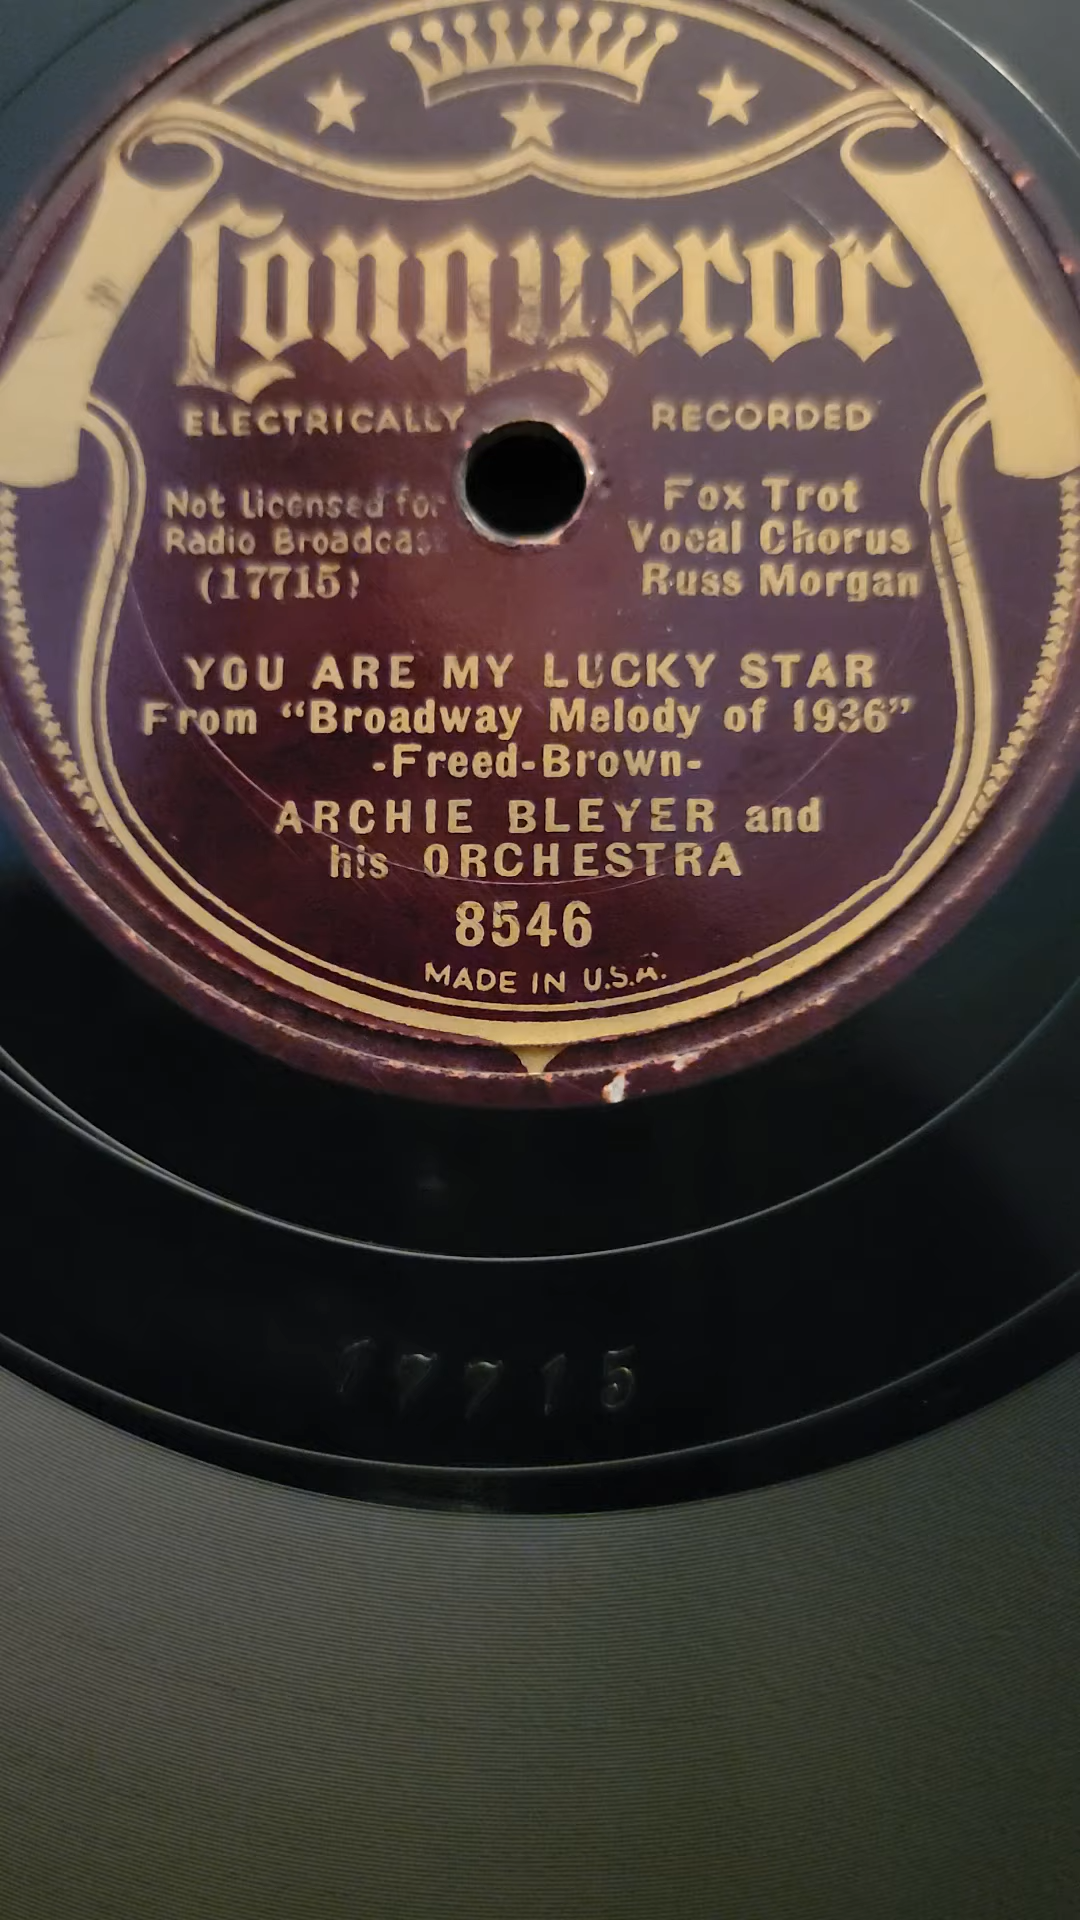 Conqueror
ELECTRICALLY RECORDED
Not Licensed for
Radio Broadcast
(17715)
Fox Trot
Vocal Chorus
Russ Morgan
YOU ARE MY LUCKY STAR
From “Broadway Melody of 1936”
-Freed-Brown-
ARCHIE BLEYER and
his ORCHESTRA
8546
MADE IN U.S.A.
17715